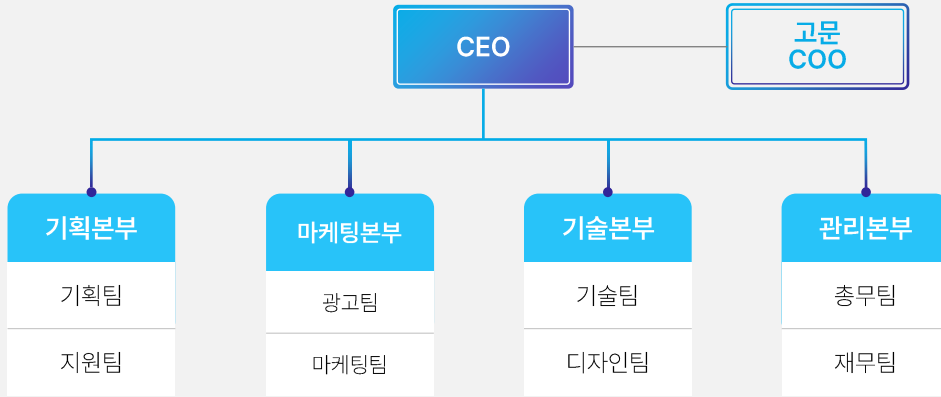 CEO
고문
COO
기획본부
마케팅본부
기술본부
관리본부
기획팀
광고팀
기술팀
총무팀
지원팀
마케팅팀
디자인팀
재무팀